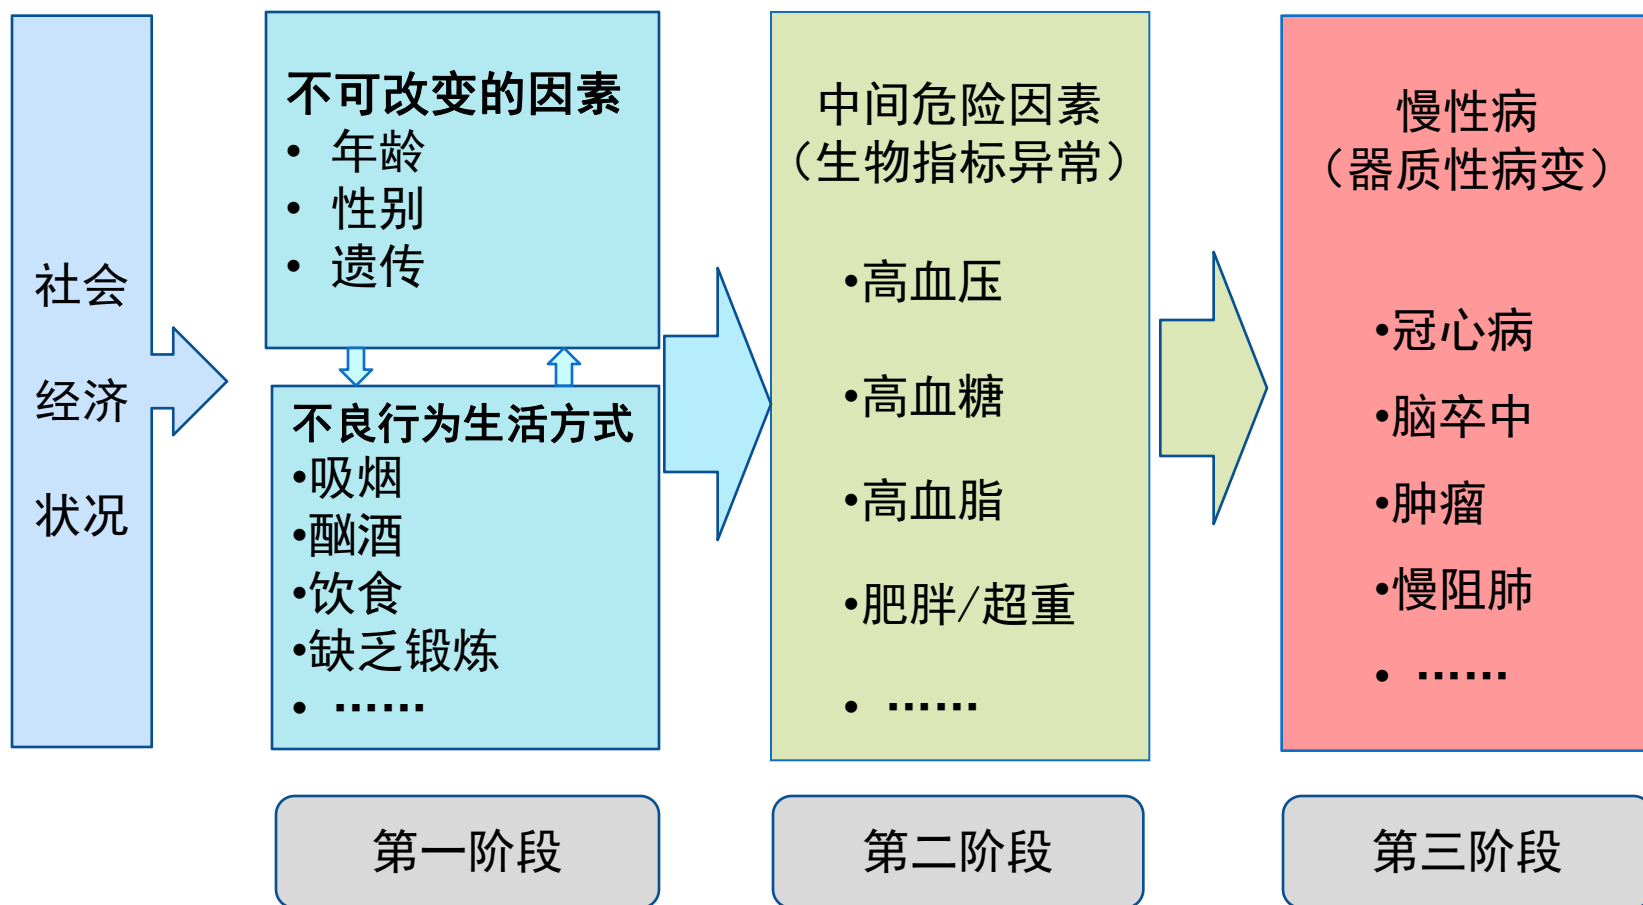 社会
经济
状况
不可改变的因素
• 年龄
• 性别
• 遗传
不良行为生活方式
•吸烟
•酗酒
•饮食
•缺乏锻炼
• ……
中间危险因素
（生物指标异常）
•高血压
•高血糖
•高血脂
•肥胖/超重
• ……
慢性病
（器质性病变）
•冠心病
•脑卒中
•肿瘤
•慢阻肺
• ……
第一阶段
第二阶段
第三阶段